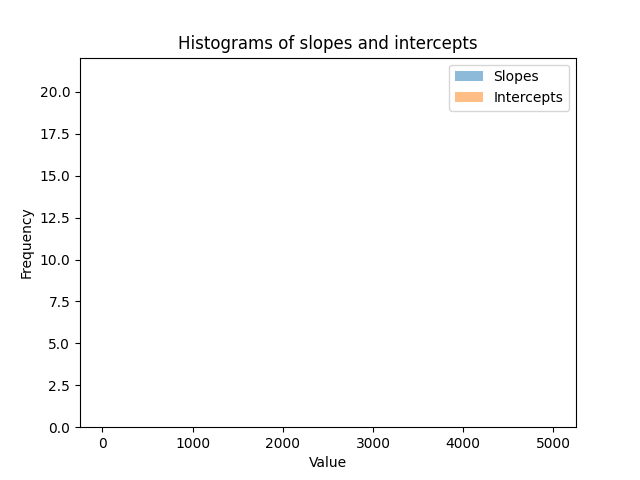 Histograms of slopes and intercepts
Slopes
Intercepts
20.0
17.5
15.0
12.5
10.0
7.5
5.0
2.5
0.0
Frequency
0 1000 2000 3000 4000 5000
Value